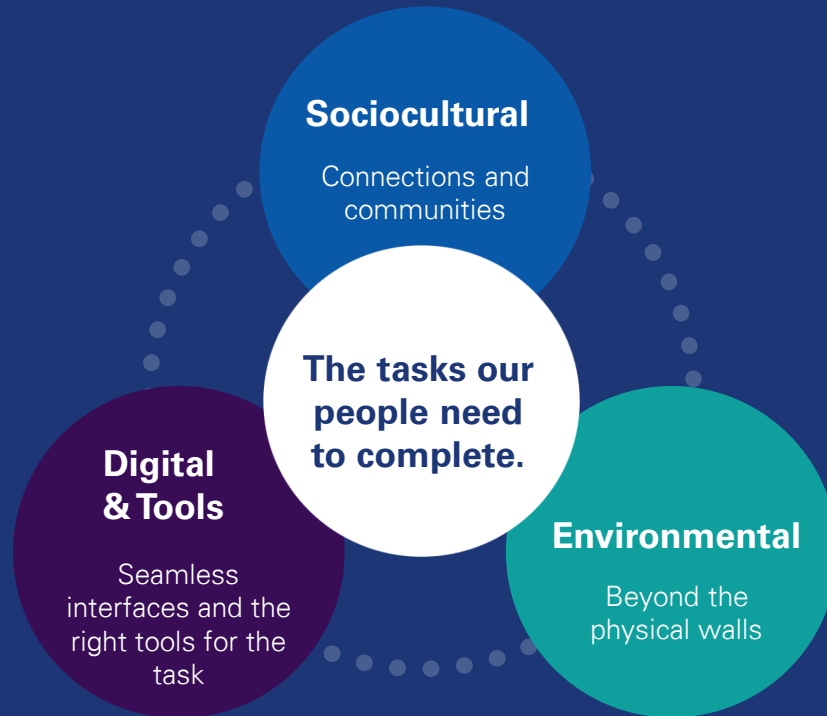 Sociocultural
Connections and
communities
The tasks our
people need
to complete.
Digital
& Tools
Seamless
interfaces and the
right tools for the
task
Environmental
Beyond the
physical walls